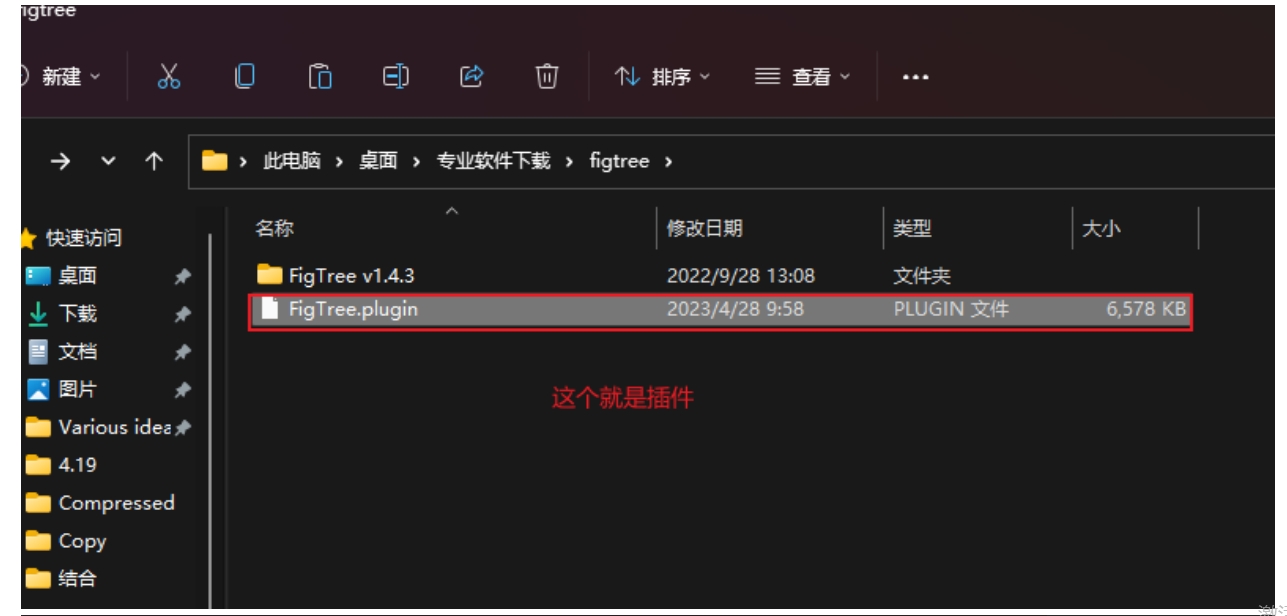 figtree
新建
排序
查看
此电脑 > 桌面 > 专业软件下载 > figtree >
名称 修改日期 类型 大小
快速访问
桌面
下载
文档
图片
Various idea
4.19
Compressed
Copy
结合
FigTree v1.4.3 2022/9/28 13:08 文件夹
FigTree.plugin 2023/4/28 9:58 PLUGIN 文件 6,578 KB
这个就是插件